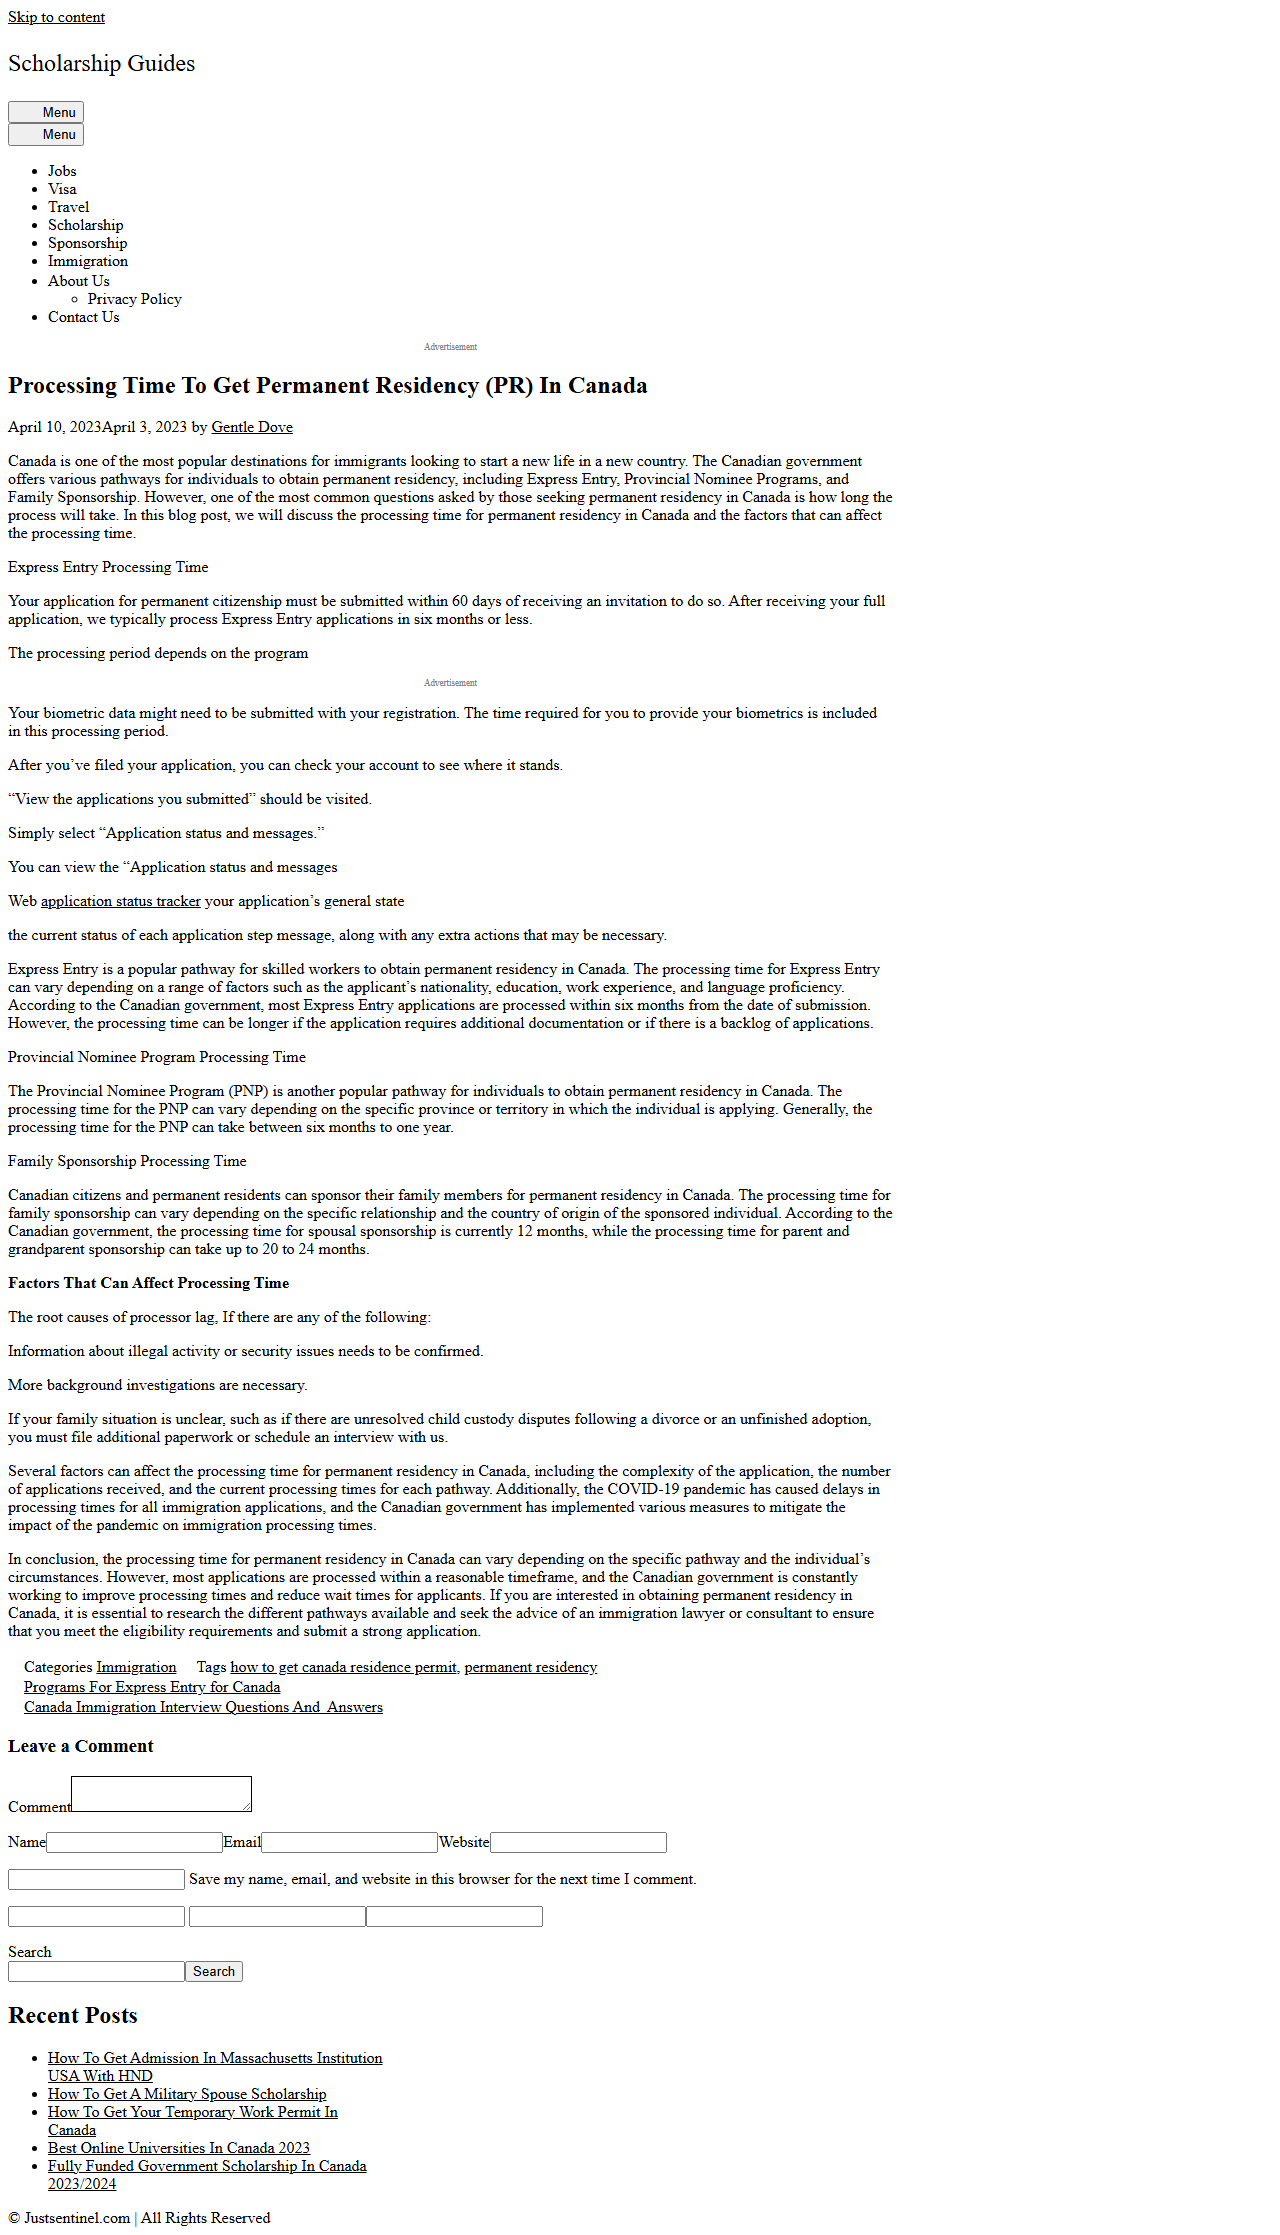 Skip to content
Scholarship Guides
Menu
Menu
Jobs
Visa
Travel
Scholarship
Sponsorship
Immigration
About Us
Privacy Policy
Contact Us
Advertisement
Processing Time To Get Permanent Residency (PR) In Canada
April 10, 2023April 3, 2023 by Gentle Dove
Canada is one of the most popular destinations for immigrants looking to start a new life in a new country. The Canadian government
offers various pathways for individuals to obtain permanent residency, including Express Entry, Provincial Nominee Programs, and
Family Sponsorship. However, one of the most common questions asked by those seeking permanent residency in Canada is how long the
process will take. In this blog post, we will discuss the processing time for permanent residency in Canada and the factors that can affect
the processing time.
Express Entry Processing Time
Your application for permanent citizenship must be submitted within 60 days of receiving an invitation to do so. After receiving your full
application, we typically process Express Entry applications in six months or less.
The processing period depends on the program
Advertisement
Your biometric data might need to be submitted with your registration. The time required for you to provide your biometrics is included
in this processing period.
After you’ve filed your application, you can check your account to see where it stands.
“View the applications you submitted” should be visited.
Simply select “Application status and messages.”
You can view the “Application status and messages
Web application status tracker your application’s general state
the current status of each application step message, along with any extra actions that may be necessary.
Express Entry is a popular pathway for skilled workers to obtain permanent residency in Canada. The processing time for Express Entry
can vary depending on a range of factors such as the applicant’s nationality, education, work experience, and language proficiency.
According to the Canadian government, most Express Entry applications are processed within six months from the date of submission.
However, the processing time can be longer if the application requires additional documentation or if there is a backlog of applications.
Provincial Nominee Program Processing Time
The Provincial Nominee Program (PNP) is another popular pathway for individuals to obtain permanent residency in Canada. The
processing time for the PNP can vary depending on the specific province or territory in which the individual is applying. Generally, the
processing time for the PNP can take between six months to one year.
Family Sponsorship Processing Time
Canadian citizens and permanent residents can sponsor their family members for permanent residency in Canada. The processing time for
family sponsorship can vary depending on the specific relationship and the country of origin of the sponsored individual. According to the
Canadian government, the processing time for spousal sponsorship is currently 12 months, while the processing time for parent and
grandparent sponsorship can take up to 20 to 24 months.
Factors That Can Affect Processing Time
The root causes of processor lag, If there are any of the following:
Information about illegal activity or security issues needs to be confirmed.
More background investigations are necessary.
If your family situation is unclear, such as if there are unresolved child custody disputes following a divorce or an unfinished adoption,
you must file additional paperwork or schedule an interview with us.
Several factors can affect the processing time for permanent residency in Canada, including the complexity of the application, the number
of applications received, and the current processing times for each pathway. Additionally, the COVID-19 pandemic has caused delays in
processing times for all immigration applications, and the Canadian government has implemented various measures to mitigate the
impact of the pandemic on immigration processing times.
In conclusion, the processing time for permanent residency in Canada can vary depending on the specific pathway and the individual’s
circumstances. However, most applications are processed within a reasonable timeframe, and the Canadian government is constantly
working to improve processing times and reduce wait times for applicants. If you are interested in obtaining permanent residency in
Canada, it is essential to research the different pathways available and seek the advice of an immigration lawyer or consultant to ensure
that you meet the eligibility requirements and submit a strong application.
Categories Immigration Tags how to get canada residence permit, permanent residency
Programs For Express Entry for Canada
Canada Immigration Interview Questions And Answers
Leave a Comment
Comment
Name Email Website
Save my name, email, and website in this browser for the next time I comment.
Search
Search
Recent Posts
How To Get Admission In Massachusetts Institution
USA With HND
How To Get A Military Spouse Scholarship
How To Get Your Temporary Work Permit In
Canada
Best Online Universities In Canada 2023
Fully Funded Government Scholarship In Canada
2023/2024
© Justsentinel.com | All Rights Reserved